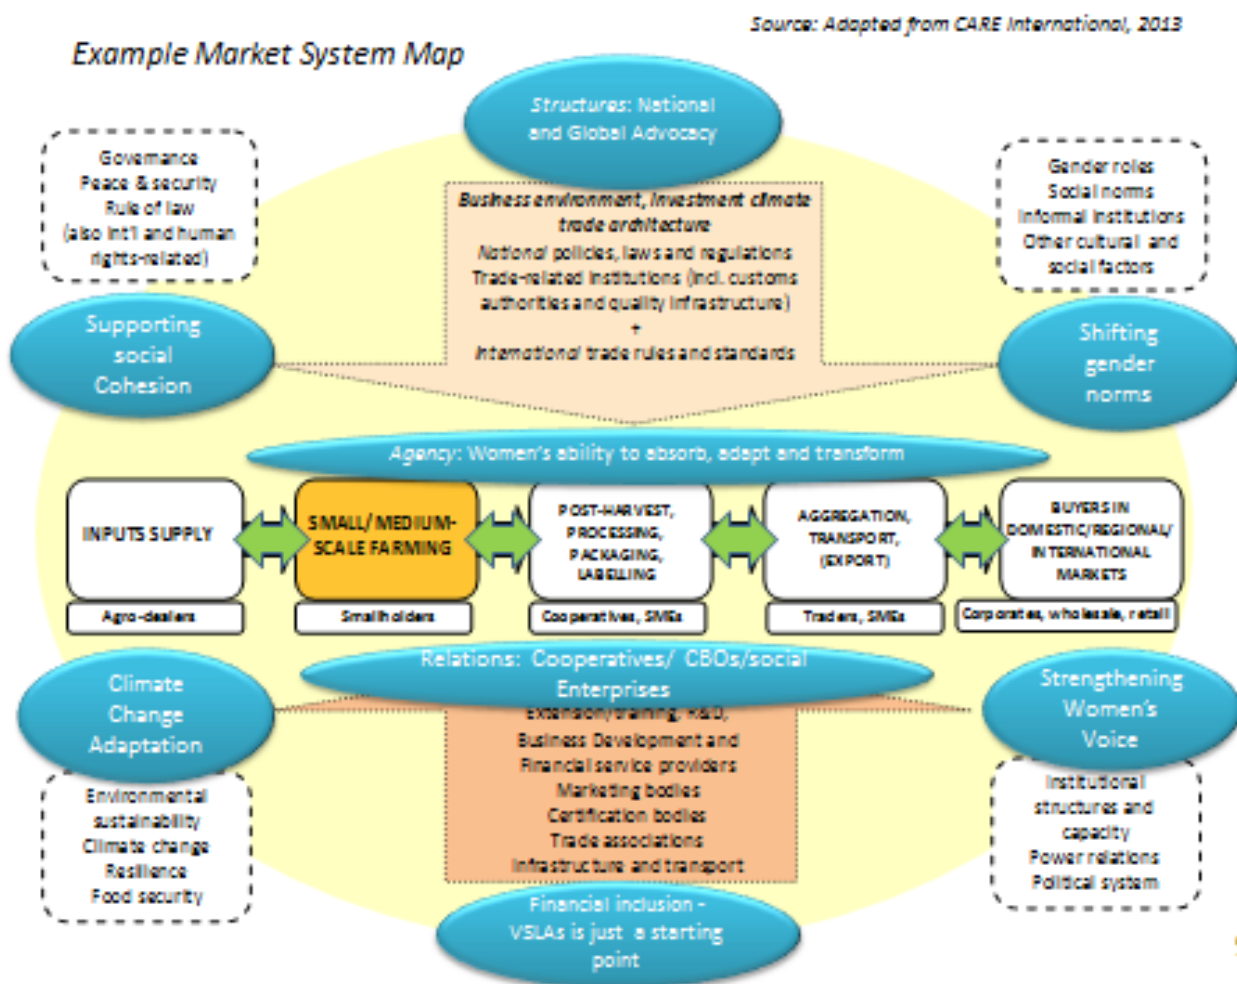 Source: Adapted from CARE International, 2013
Example Market System Map
Structures: National
and Global Advocacy
Governance
Peace & security
Rule of law
(also int'l and human
rights-related)
Gender roles
Social norms
Informal institutions
Other cultural and
social factors
Business environment, investment climate
trade architecture
National policies, laws and regulations
Trade-related institutions (incl. customs
authorities and quality infrastructure)
+
International trade rules and standards
Supporting
social
Cohesion
Shifting
gender
norms
Agency: Women's ability to absorb, adapt and transform
INPUTS SUPPLY
SMALL/ MEDIUM-
SCALE FARMING
POST-HARVEST,
PROCESSING,
PACKAGING,
LABELLING
AGGREGATION,
TRANSPORT,
(EXPORT)
BUYERS IN
DOMESTIC/REGIONAL/
INTERNATIONAL
MARKETS
Agro-dealers
Smallholders
Cooperatives, SMEs
Traders, SMEs
Corporates, wholesale, retail
Relations: Cooperatives/ CBOs/social
Enterprises
Climate
Change
Adaptation
Strengthening
Women's
Voice
Extension/training, R&D,
Business Development and
Financial service providers
Marketing bodies
Certification bodies
Trade associations
Infrastructure and transport
Environmental
sustainability
Climate change
Resilience
Food security
Institutional
structures and
capacity
Power relations
Political system
Financial inclusion -
VSLAs is just a starting
point